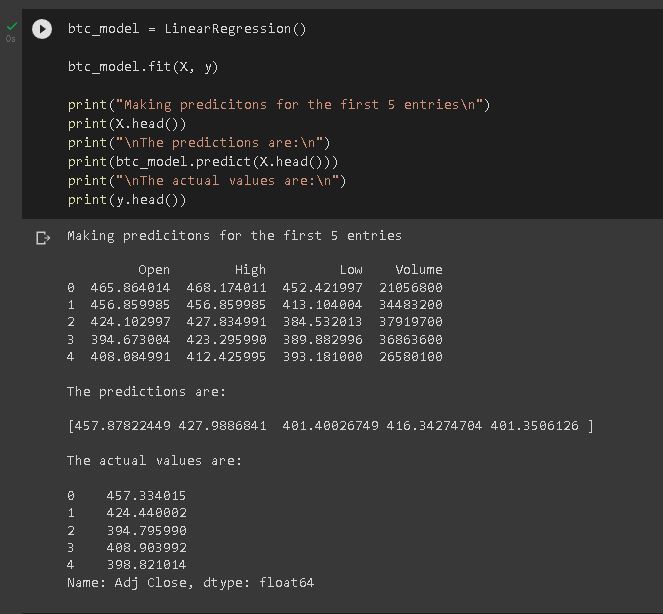 btc_model = LinearRegression()
btc_model.fit(X, y)
print("Making predicitons for the first 5 entries\n")
print(X.head())
print("\nThe predictions are:\n")
print(btc_model.predict(X.head()))
print("\nThe actual values are:\n")
print(y.head())
0s
Making predicitons for the first 5 entries
Open High Low Volume
0 465.864014 468.174011 452.421997 21056800
1 456.859985 456.859985 413.104004 34483200
2 424.102997 427.834991 384.532013 37919700
3 394.673004 423.295990 389.882996 36863600
4 408.084991 412.425995 393.181000 26580100
The predictions are:
[457.87822449 427.9886841  401.40026749 416.34274704 401.3506126 ]
The actual values are:
0 457.334015
1 424.440002
2 394.795990
3 408.903992
4 398.821014
Name: Adj Close, dtype: float64